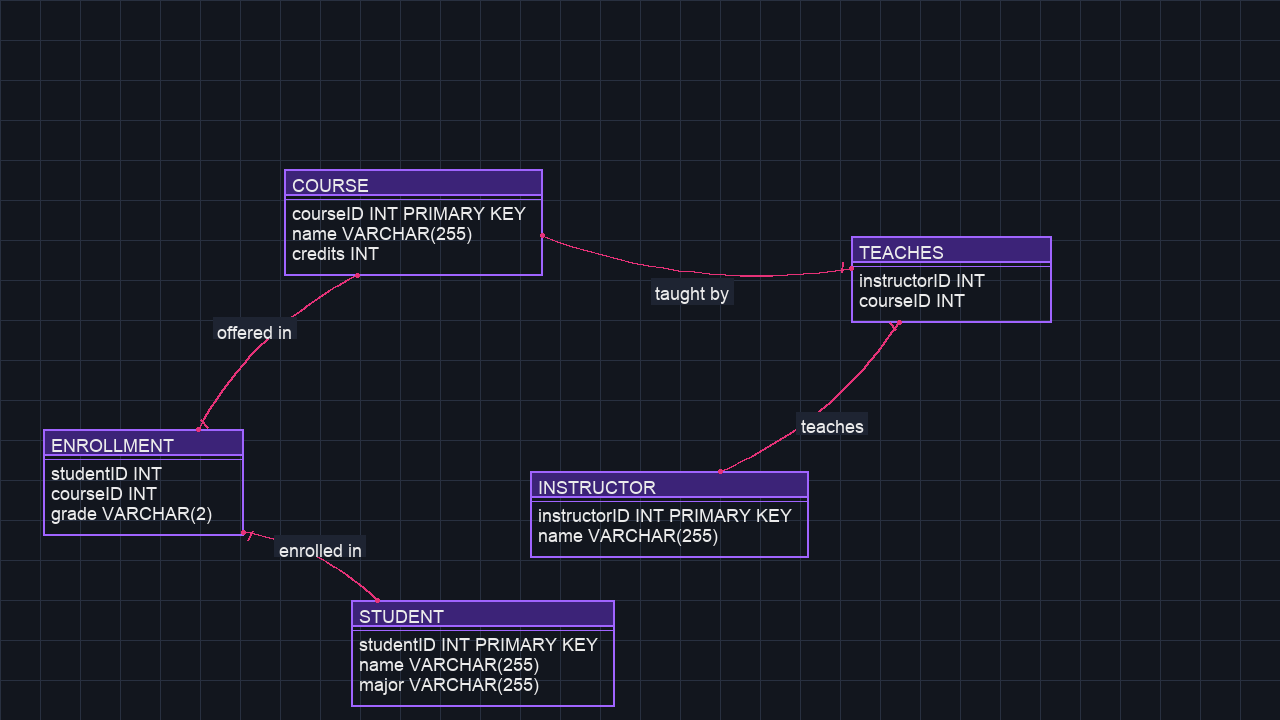 COURSE
courseID INT PRIMARY KEY
name VARCHAR(255)
credits INT
TEACHES
instructorID INT
courseID INT
taught by
offered in
teaches
ENROLLMENT
studentID INT
courseID INT
grade VARCHAR(2)
INSTRUCTOR
instructorID INT PRIMARY KEY
name VARCHAR(255)
enrolled in
STUDENT
studentID INT PRIMARY KEY
name VARCHAR(255)
major VARCHAR(255)